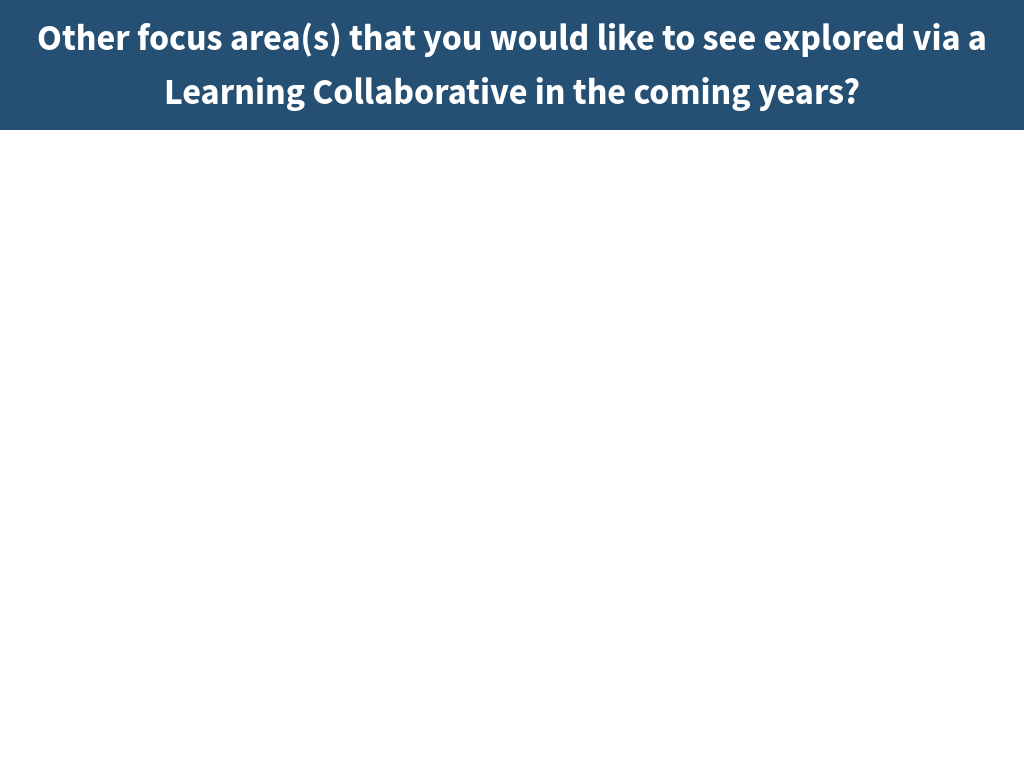 Other focus area(s) that you would like to see explored via a
Learning Collaborative in the coming years?